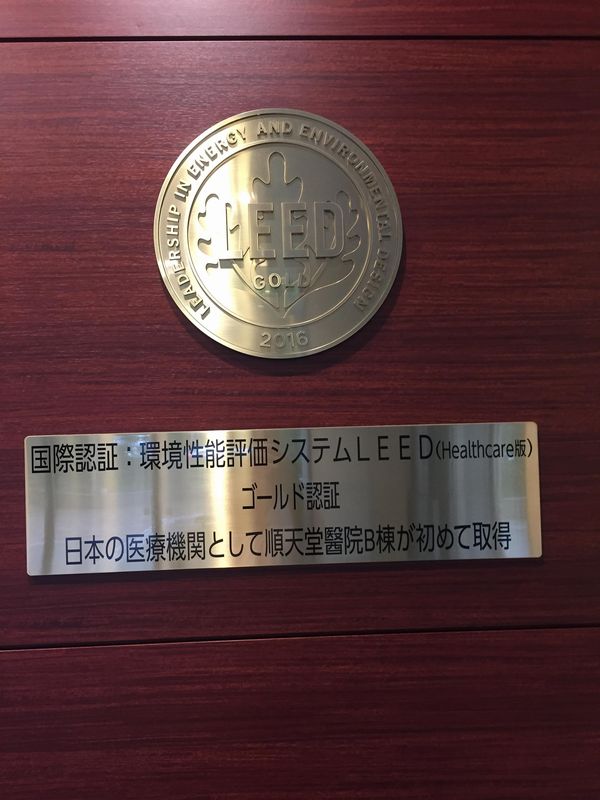 LEADERSHIP IN ENERGY AND ENVIRONMENTAL DESIGN
LEED
GOLD
2016
国際認証：環境性能評価システムＬＥＥＤ(Healthcare版)
ゴールド認証
日本の医療機関として順天堂醫院B棟が初めて取得